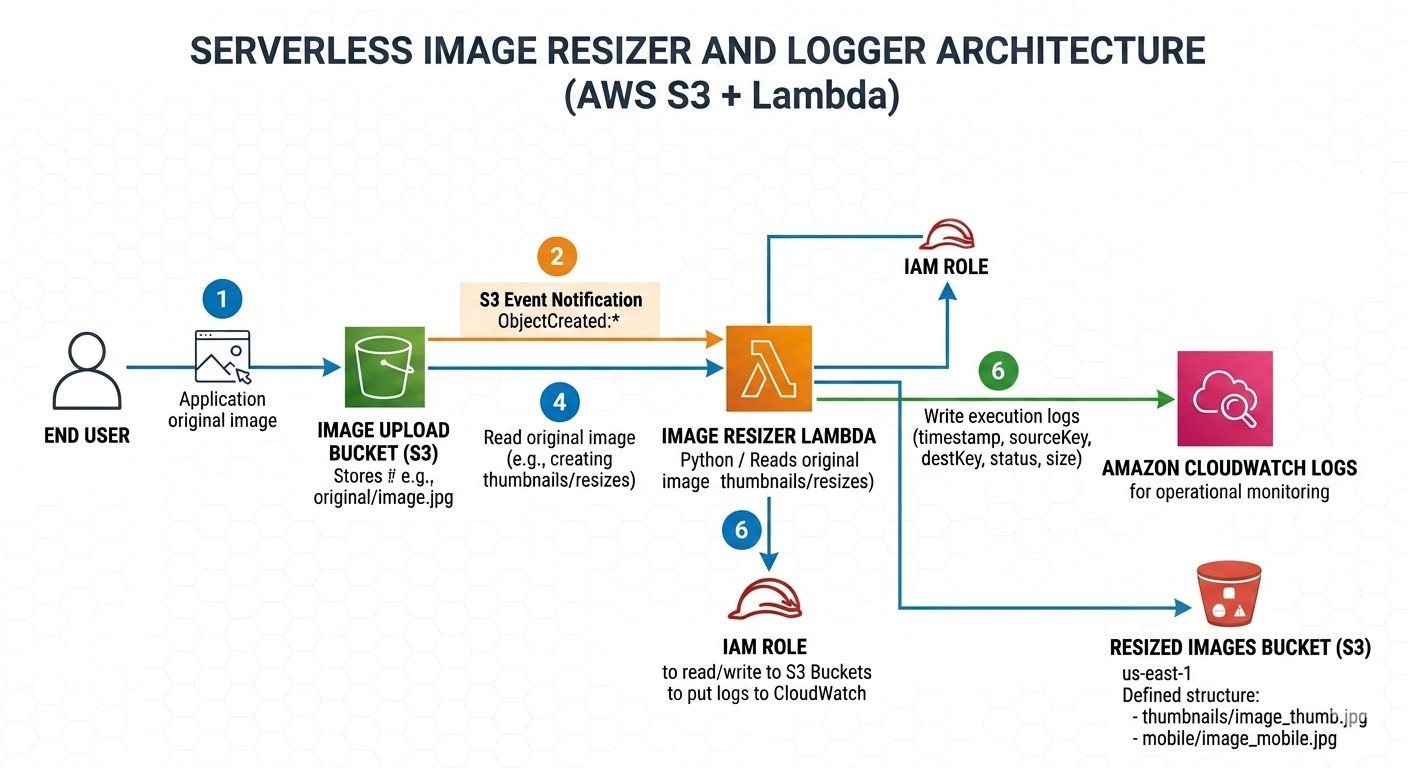 SERVERLESS IMAGE RESIZER AND LOGGER ARCHITECTURE
(AWS S3 + Lambda)
1
Application
original image
END USER
IMAGE UPLOAD
BUCKET (S3)
Stores # e.g.,
original/image.jpg
2
S3 Event Notification
ObjectCreated:*
4
Read original image
(e.g., creating
thumbnails/resizes)
IMAGE RESIZER LAMBDA
Python / Reads original
image thumbnails/resizes)
IAM ROLE
6
Write execution logs
(timestamp, sourceKey,
destKey, status, size)
AMAZON CLOUDWATCH LOGS
for operational monitoring
6
IAM ROLE
to read/write to S3 Buckets
to put logs to CloudWatch
RESIZED IMAGES BUCKET (S3)
us-east-1
Defined structure:
- thumbnails/image_thumb.jpg
- mobile/image_mobile.jpg